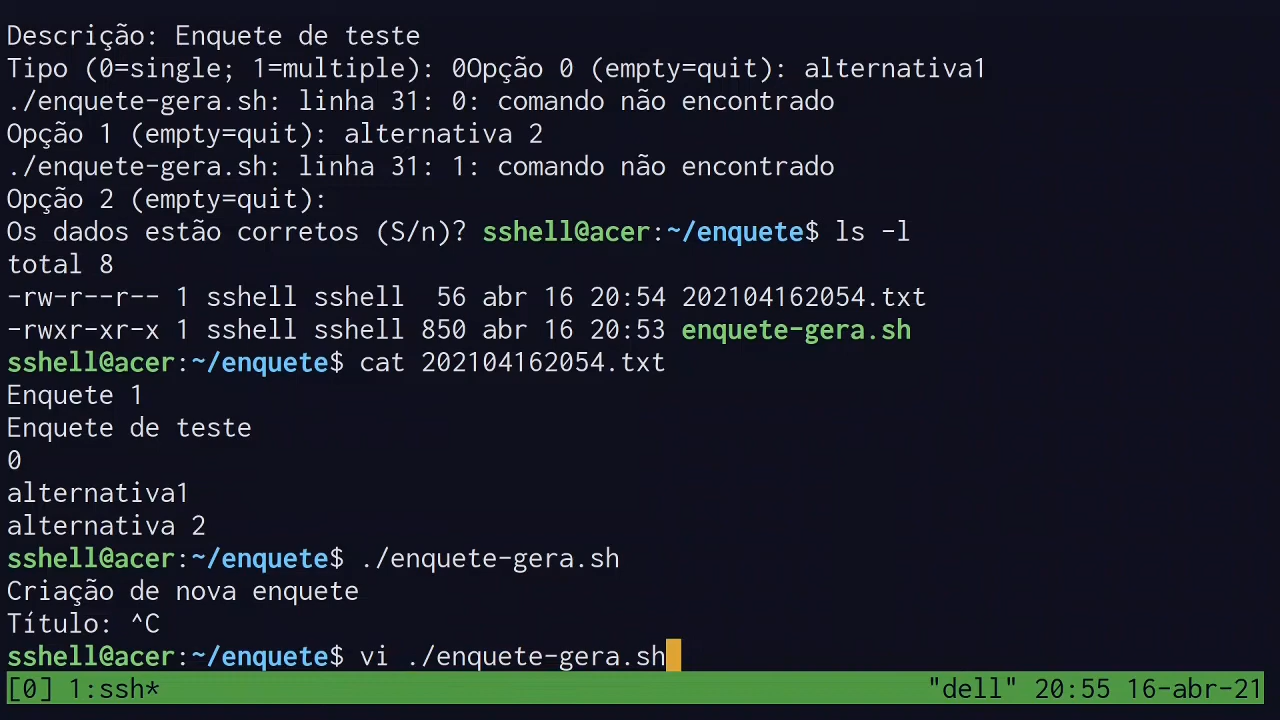 Descrição: Enquete de teste
Tipo (0=single; 1=multiple): 0Opção 0 (empty=quit): alternativa1
./enquete-gera.sh: linha 31: 0: comando não encontrado
Opção 1 (empty=quit): alternativa 2
./enquete-gera.sh: linha 31: 1: comando não encontrado
Opção 2 (empty=quit):
Os dados estão corretos (S/n)? sshell@acer:~/enquete$ ls -l
total 8
-rw-r--r-- 1 sshell sshell  56 abr 16 20:54 202104162054.txt
-rwxr-xr-x 1 sshell sshell 850 abr 16 20:53 enquete-gera.sh
sshell@acer:~/enquete$ cat 202104162054.txt
Enquete 1
Enquete de teste
0
alternativa1
alternativa 2
sshell@acer:~/enquete$ ./enquete-gera.sh
Criação de nova enquete
Título: ^C
sshell@acer:~/enquete$ vi ./enquete-gera.sh
[0] 1:ssh* "dell" 20:55 16-abr-21